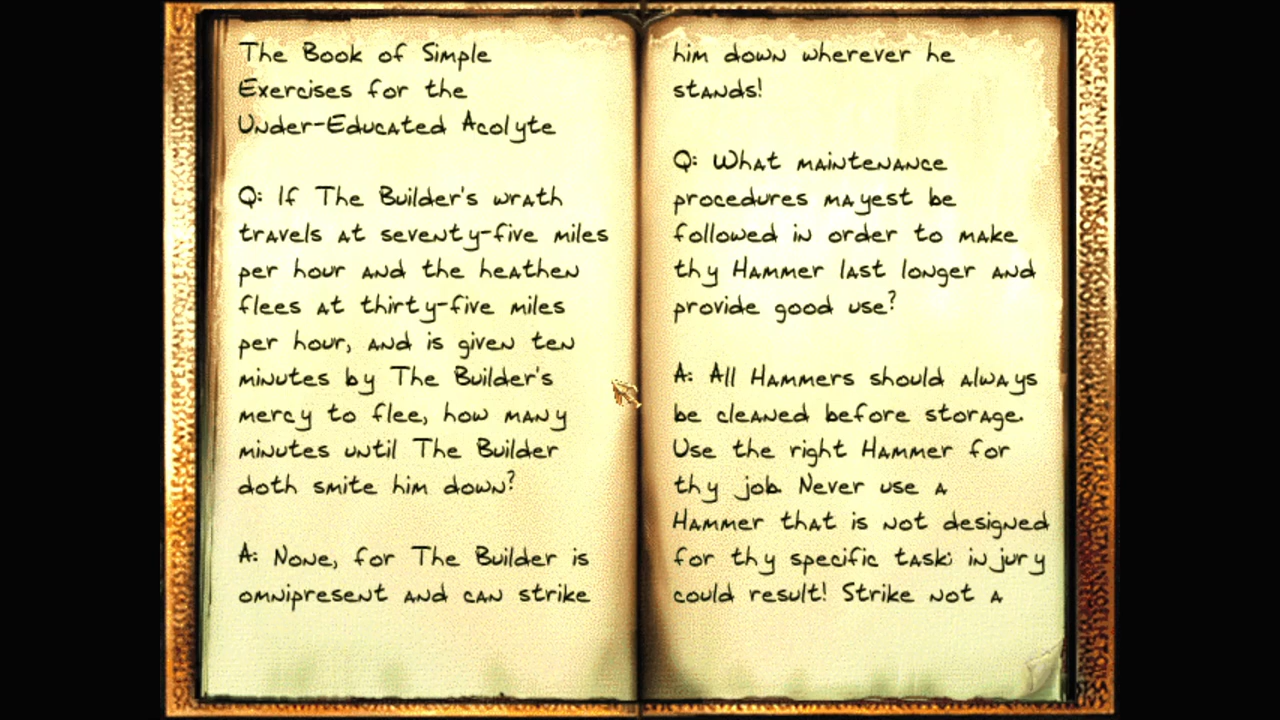 The Book of Simple
Exercises for the
Under-Educated Acolyte
Q: If The Builder's wrath
travels at seventy-five miles
per hour and the heathen
flees at thirty-five miles
per hour, and is given ten
minutes by The Builder's
mercy to flee, how many
minutes until The Builder
doth smite him down?
A: None, for The Builder is
omnipresent and can strike
him down wherever he
stands!
Q: What maintenance
procedures mayest be
followed in order to make
thy Hammer last longer and
provide good use?
A: All Hammers should always
be cleaned before storage.
Use the right Hammer for
thy job. Never use a
Hammer that is not designed
for thy specific task: injury
could result! Strike not a